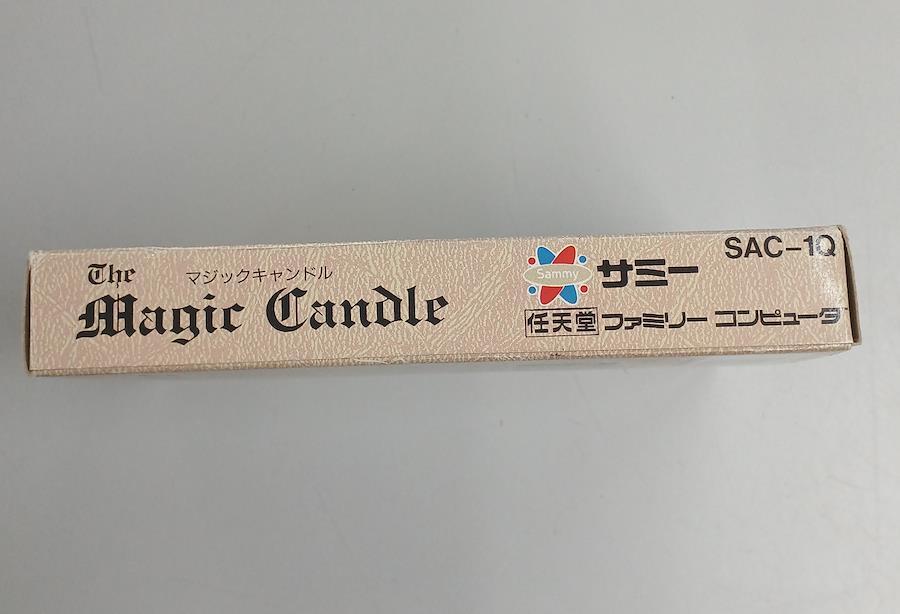 The
マジックキャンドル
Magic Candle
Sammy
サミー
SAC-1Q
任天堂 ファミリー コンピュータ